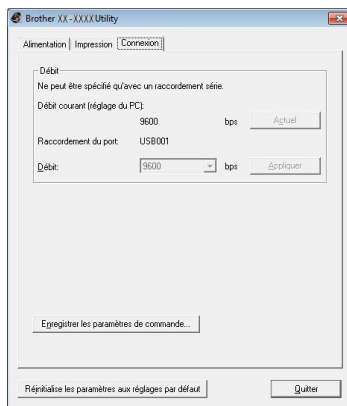 Brother XX-XXXX Utility
Alimentation Impression Connexion
Débit
Ne peut être spécifié qu'avec un raccordement série.
Débit courant (réglage du PC):
9600 bps Actuel
Raccordement du port: USB001
Débit: 9600 bps Appliquer
Enregistrer les paramètres de commande...
Réinitialise les paramètres aux réglages par défaut Quitter